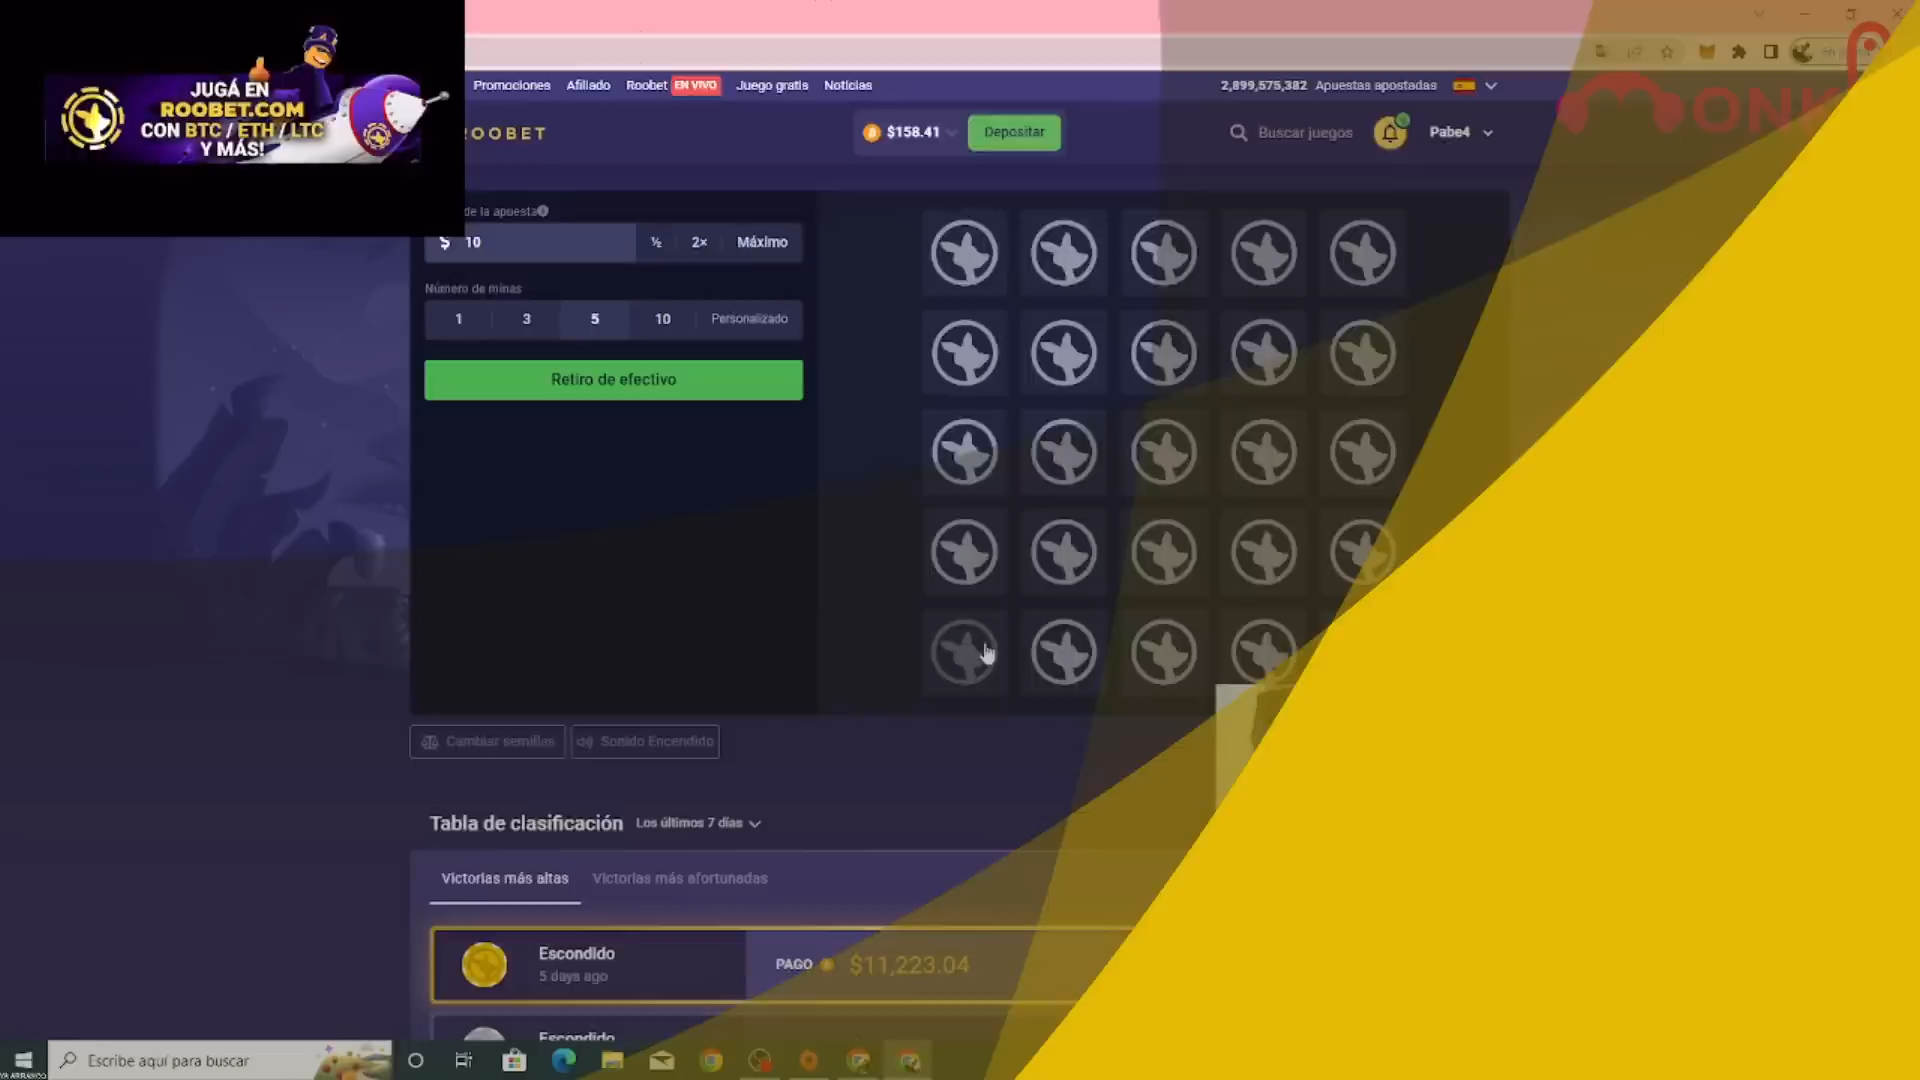 JUGÁ EN
ROOBET.COM
CON BTC / ETH / LTC
Y MÁS!
Promociones Afiliado Roobet EN VIVO Juego gratis Noticias
2,899,575,382 Apuestas apostadas
ROOBET
$158.41
Depositar
Buscar juegos
Pabe4
de la apuesta
$ 10 ½ 2× Máximo
Número de minas
1 3 5 10 Personalizado
Retiro de efectivo
Cambiar semillas
Sonido Encendido
Tabla de clasificación Los últimos 7 días
Victorias más altas Victorias más afortunadas
Escondido
5 days ago
PAGO $11,223.04
Escondido
Escribe aquí para buscar